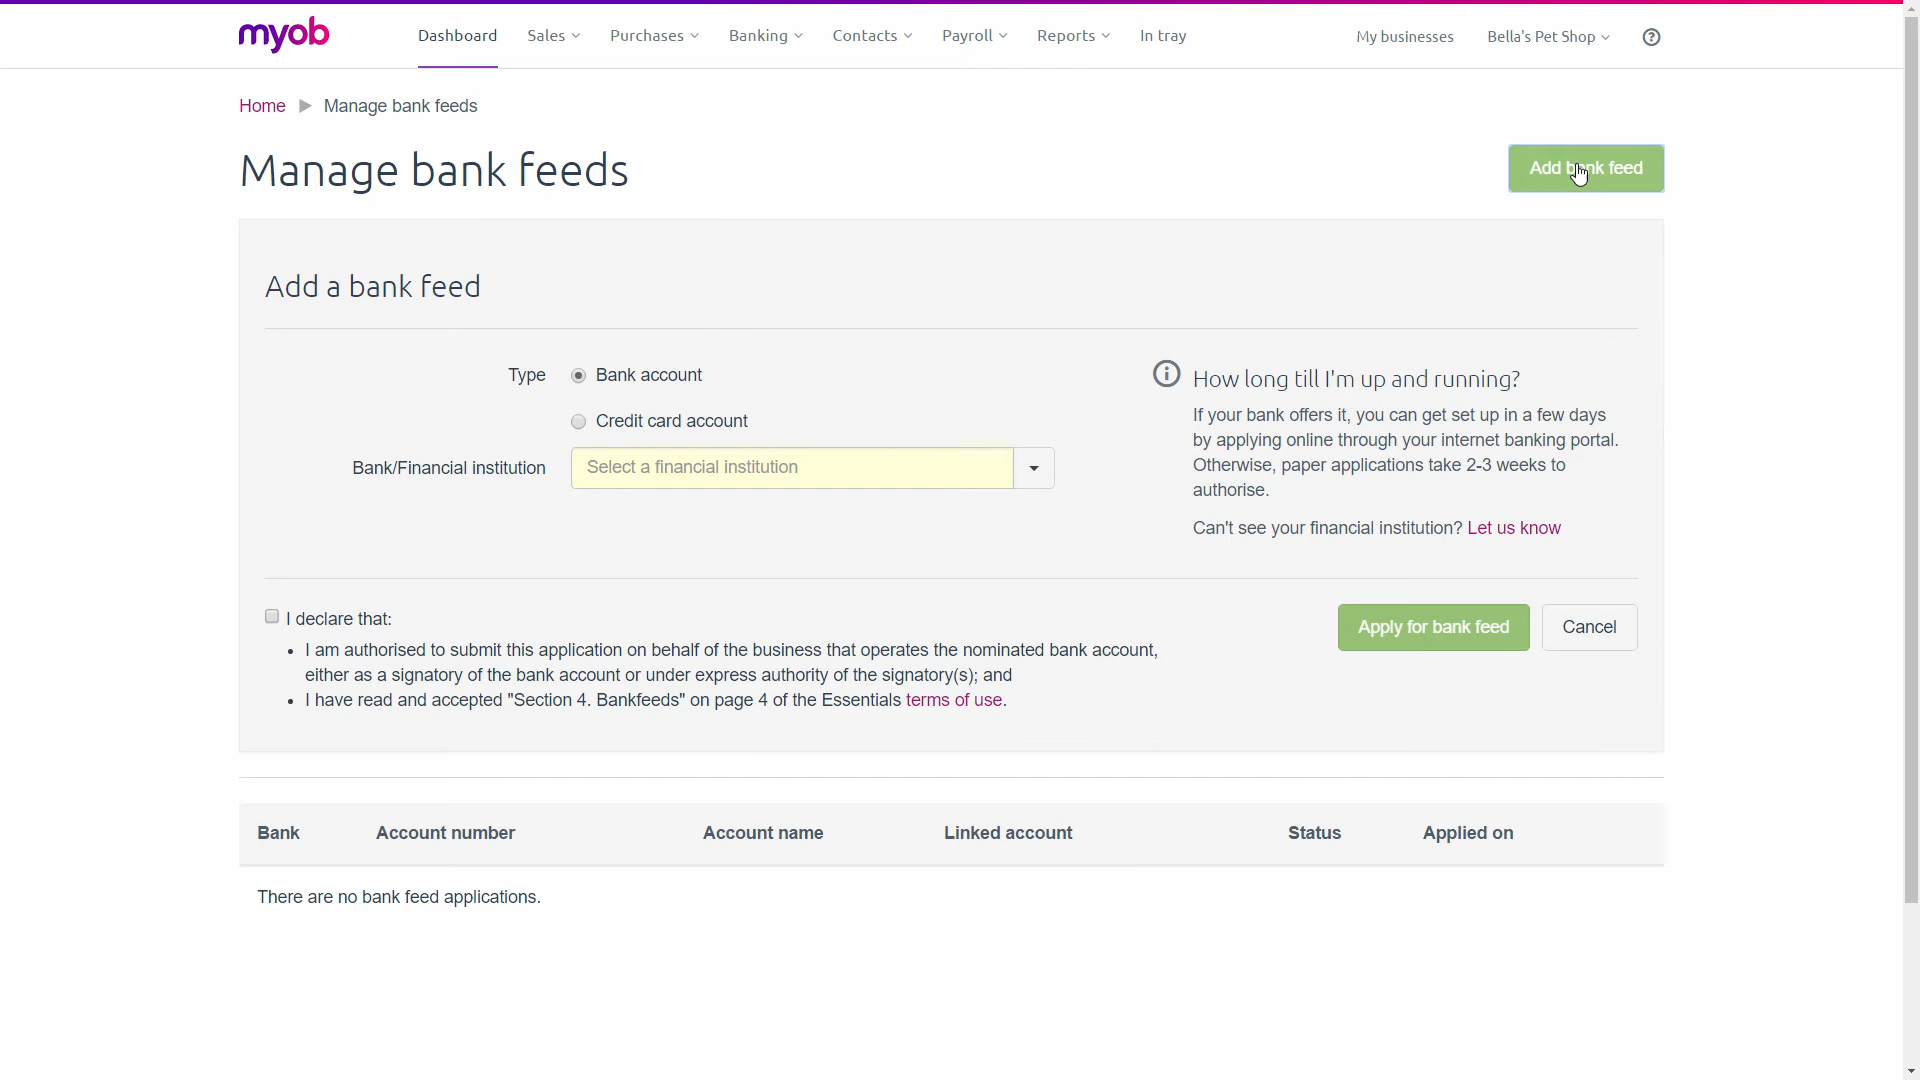 myob
Dashboard Sales Purchases Banking Contacts Payroll Reports In tray My businesses Bella's Pet Shop ?
Home Manage bank feeds
Manage bank feeds
Add bank feed
Add a bank feed
Type Bank account
Credit card account
Bank/Financial institution Select a financial institution
How long till I'm up and running?
If your bank offers it, you can get set up in a few days
by applying online through your internet banking portal.
Otherwise, paper applications take 2-3 weeks to
authorise.
Can't see your financial institution? Let us know
I declare that:
• I am authorised to submit this application on behalf of the business that operates the nominated bank account,
either as a signatory of the bank account or under express authority of the signatory(s); and
• I have read and accepted "Section 4. Bankfeeds" on page 4 of the Essentials terms of use.
Apply for bank feed Cancel
Bank Account number Account name Linked account Status Applied on
There are no bank feed applications.